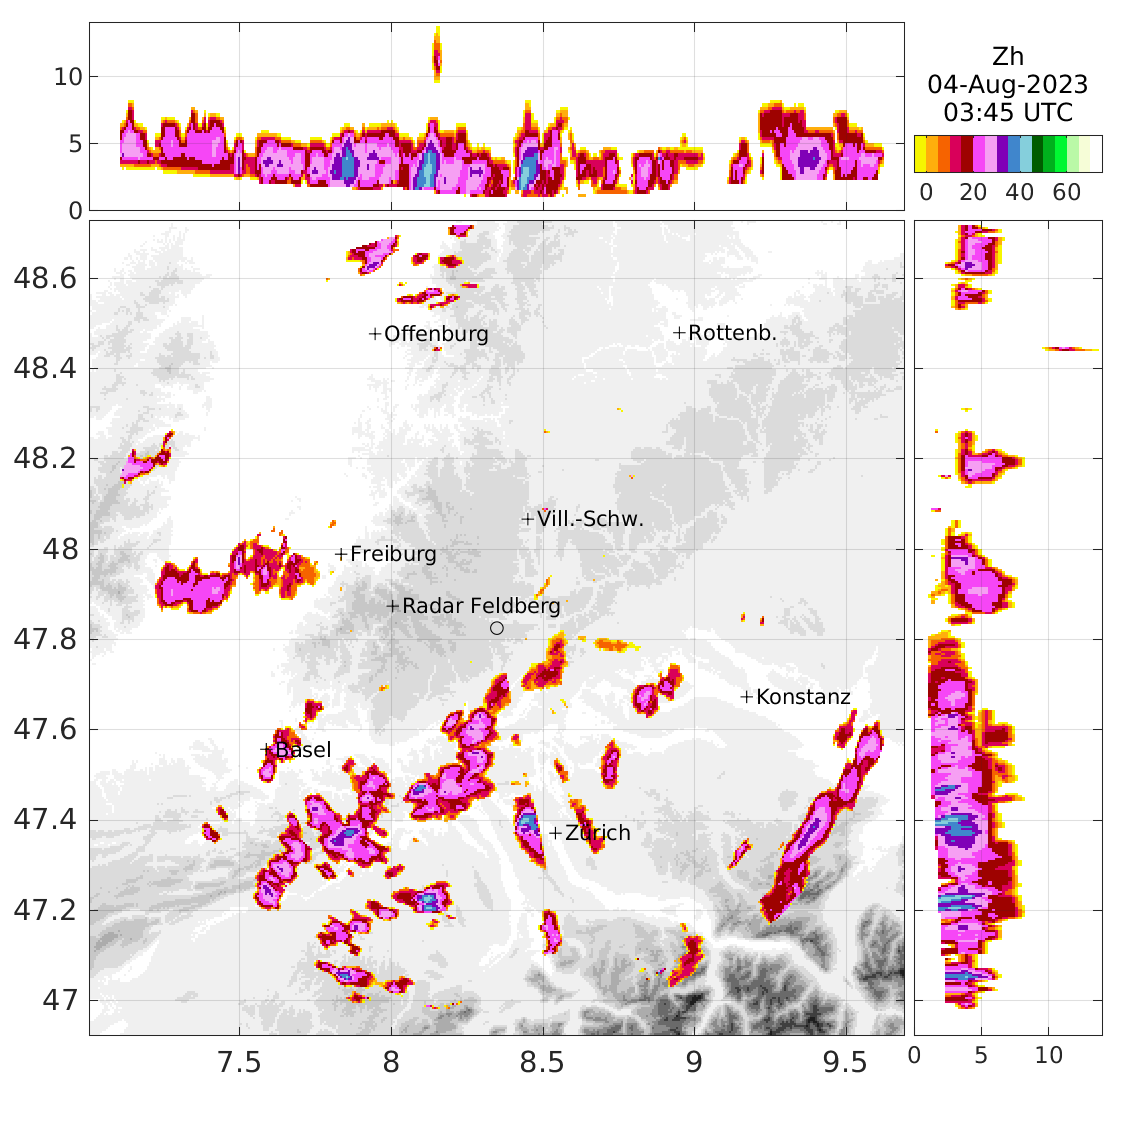 10
5
0
Zh
04-Aug-2023
03:45 UTC
0 20 40 60
48.6
48.4
48.2
48
47.8
47.6
47.4
47.2
47
+Offenburg
+Rottenb.
+Vill.-Schw.
+Freiburg
+Radar Feldberg
+Konstanz
+Basel
+Zürich
7.5 8 8.5 9 9.5
0 5 10